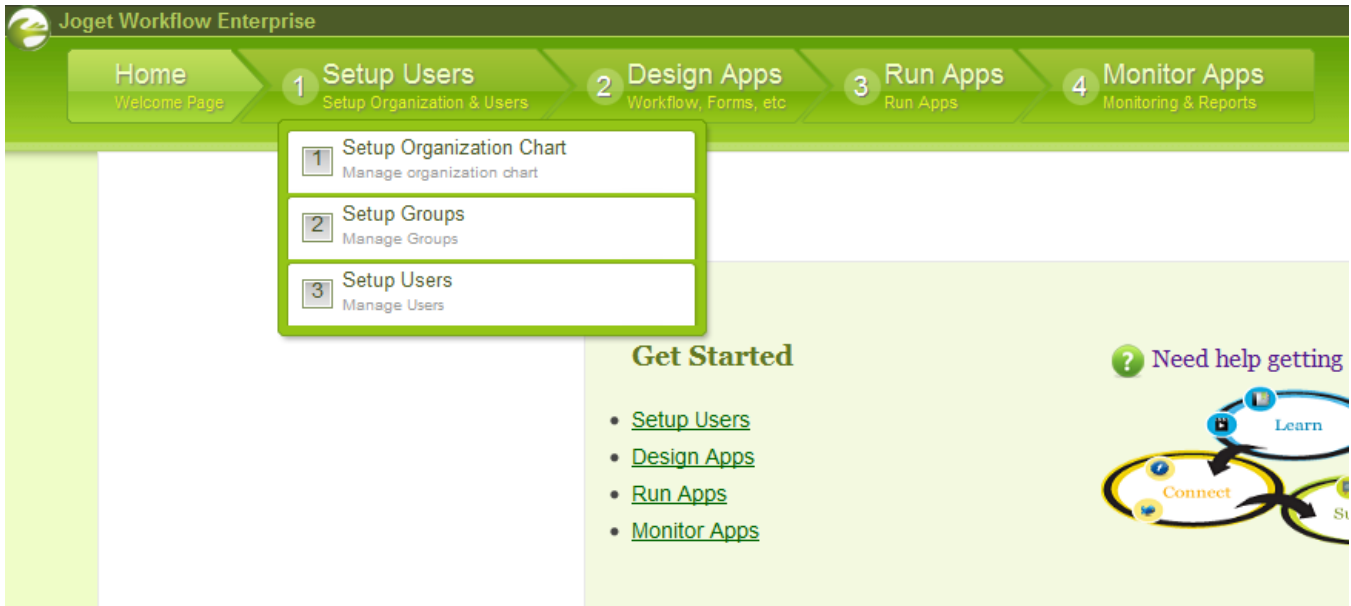 Joget Workflow Enterprise
Home
Welcome Page
1 Setup Users
Setup Organization & Users
2 Design Apps
Workflow, Forms, etc
3 Run Apps
Run Apps
4 Monitor Apps
Monitoring & Reports
1 Setup Organization Chart
Manage organization chart
2 Setup Groups
Manage Groups
3 Setup Users
Manage Users
Get Started
• Setup Users
• Design Apps
• Run Apps
• Monitor Apps
? Need help getting
Learn
Connect